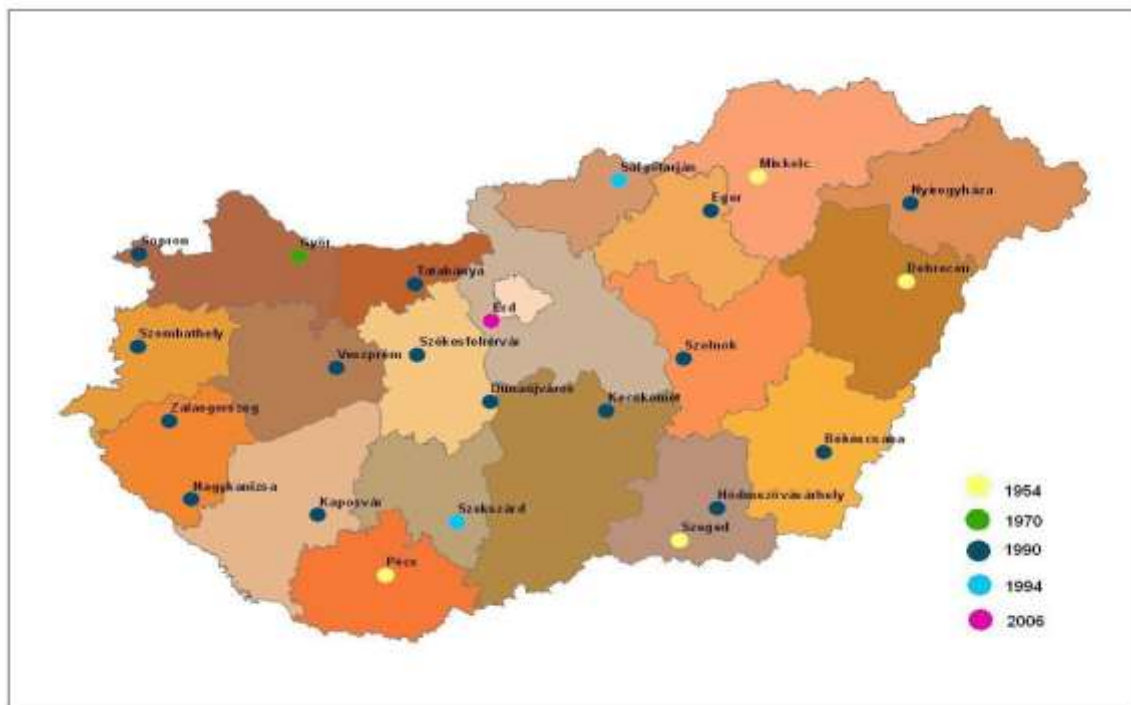 Salgótarján
Miskolc
Eger
Nyíregyháza
Sopron
Győr
Debrecen
Tatabánya
Érd
Szombathely
Székesfehérvár
Veszprém
Szolnok
Dunaújváros
Kecskemét
Zalaegerszeg
Békéscsaba
Nagykanizsa
Kaposvár
Hódmezővásárhely
Szekszárd
Szeged
Pécs
1954
1970
1990
1994
2006